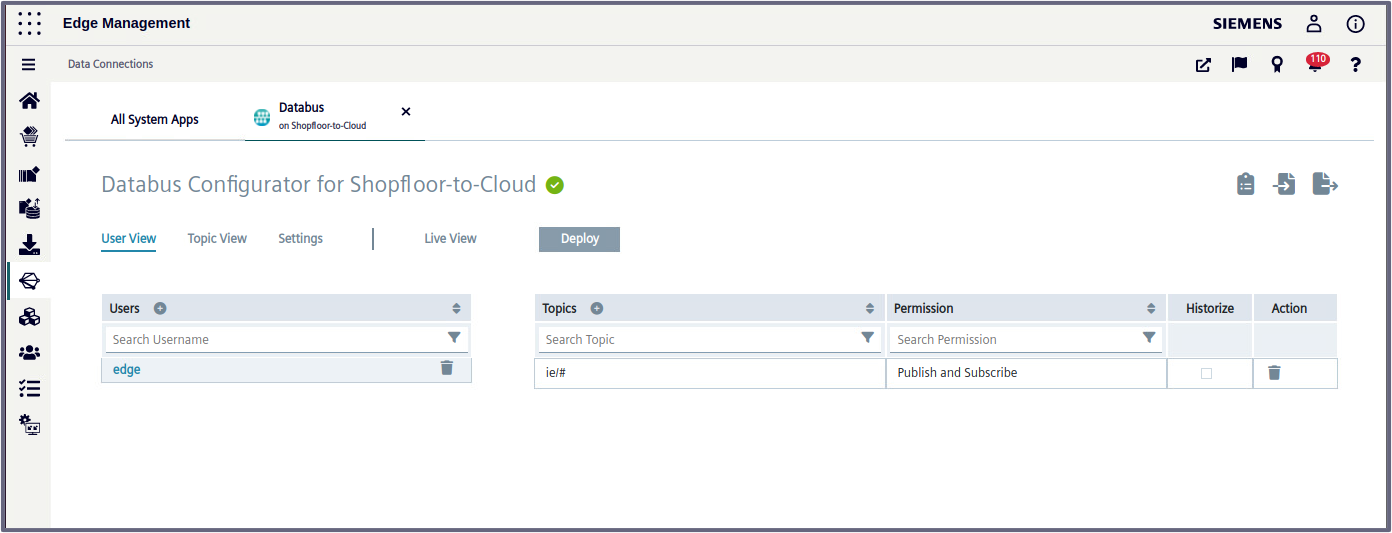 Edge Management
SIEMENS
Data Connections
110
All System Apps
Databus
on Shopfloor-to-Cloud
Databus Configurator for Shopfloor-to-Cloud
User View Topic View Settings Live View Deploy
Users Topics Permission Historize Action
Search Username Search Topic Search Permission
edge ie/# Publish and Subscribe